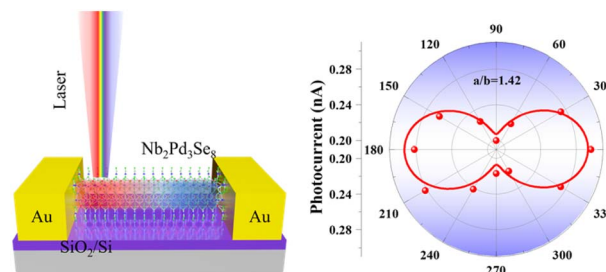 Laser
Nb2Pd3Se8
Au
Au
SiO2/Si
Photocurrent (nA)
0.28
0.24
0.20
0.20
0.24
0.28
a/b=1.42
90
60
30
33
300
270
240
210
180
150
120